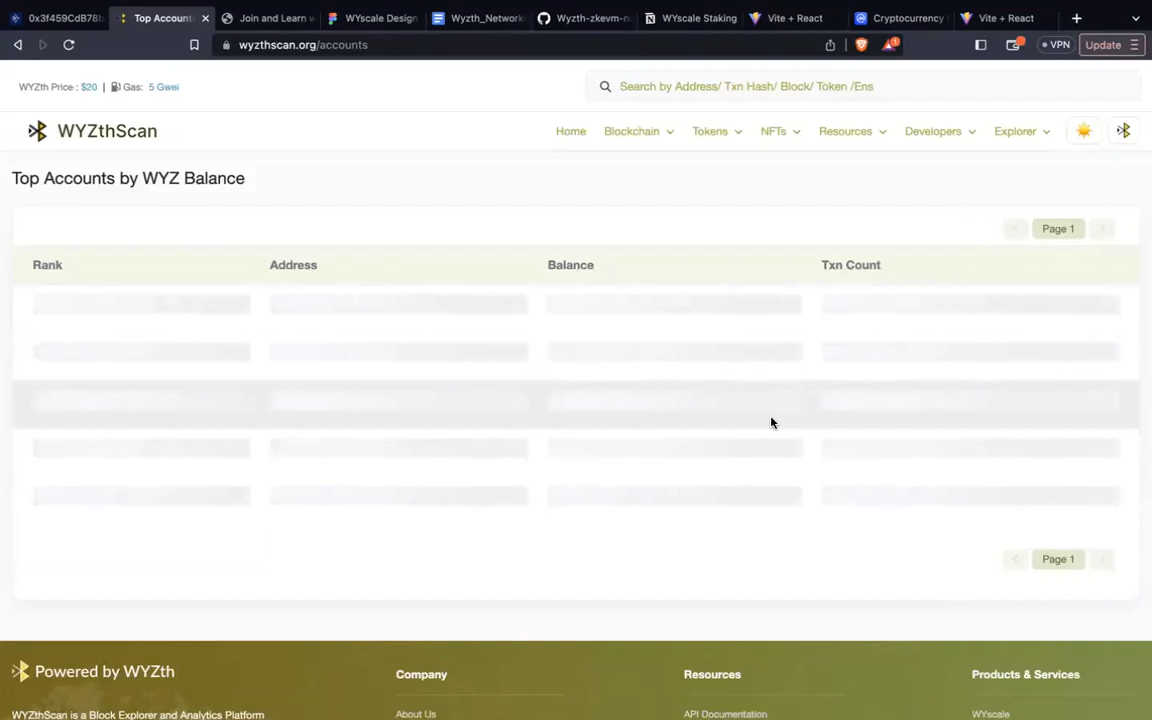 0x3f459CdB78b
Top Account
Join and Learn w
WYscale Design
Wyzth_Network
Wyzth-zkevm-n
WYScale Staking
Vite + React
Cryptocurrency
Vite + React
wyzthscan.org/accounts
VPN
Update
WYZth Price : $20 | Gas: 5 Gwei
Search by Address/ Txn Hash/ Block/ Token /Ens
WYZthScan
Home Blockchain Tokens NFTs Resources Developers Explorer
Top Accounts by WYZ Balance
Page 1
Rank Address Balance Txn Count
Page 1
Powered by WYZth
WYZthScan is a Block Explorer and Analytics Platform
Company
About Us
Resources
API Documentation
Products & Services
WYscale